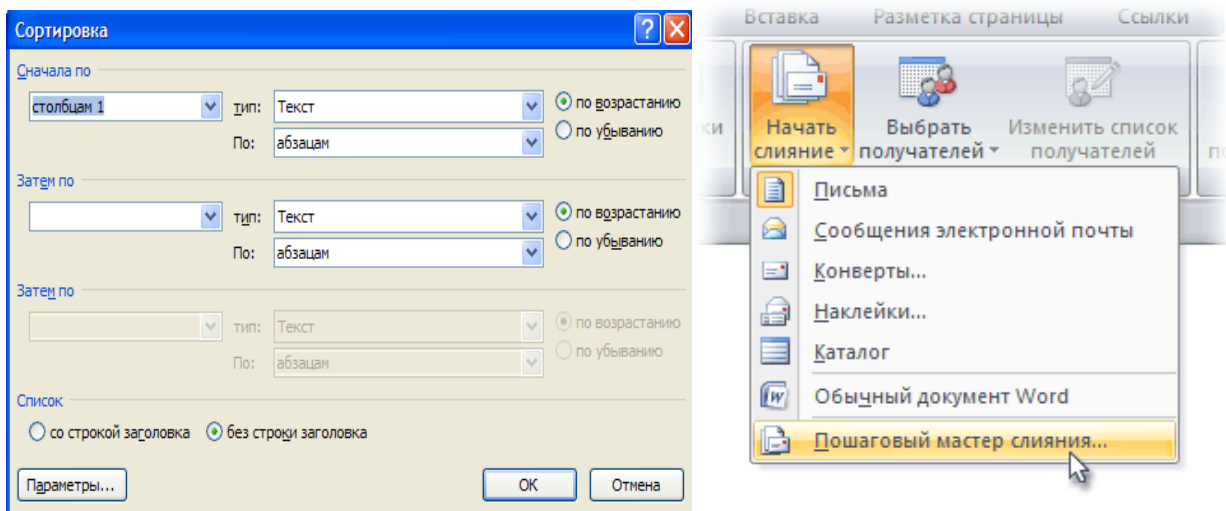 Сортировка
Сначала по
столбцам 1
тип: Текст
по возрастанию
По: абзацам
по убыванию
Затем по
тип: Текст
по возрастанию
По: абзацам
по убыванию
Затем по
тип: Текст
по возрастанию
По: абзацам
по убыванию
Список
со строкой заголовка
без строки заголовка
Параметры...
ОК
Отмена
Вставка Разметка страницы Ссылки
Начать слияние
Выбрать получателей
Изменить список получателей
Письма
Сообщения электронной почты
Конверты...
Наклейки...
Каталог
Обычный документ Word
Пошаговый мастер слияния...